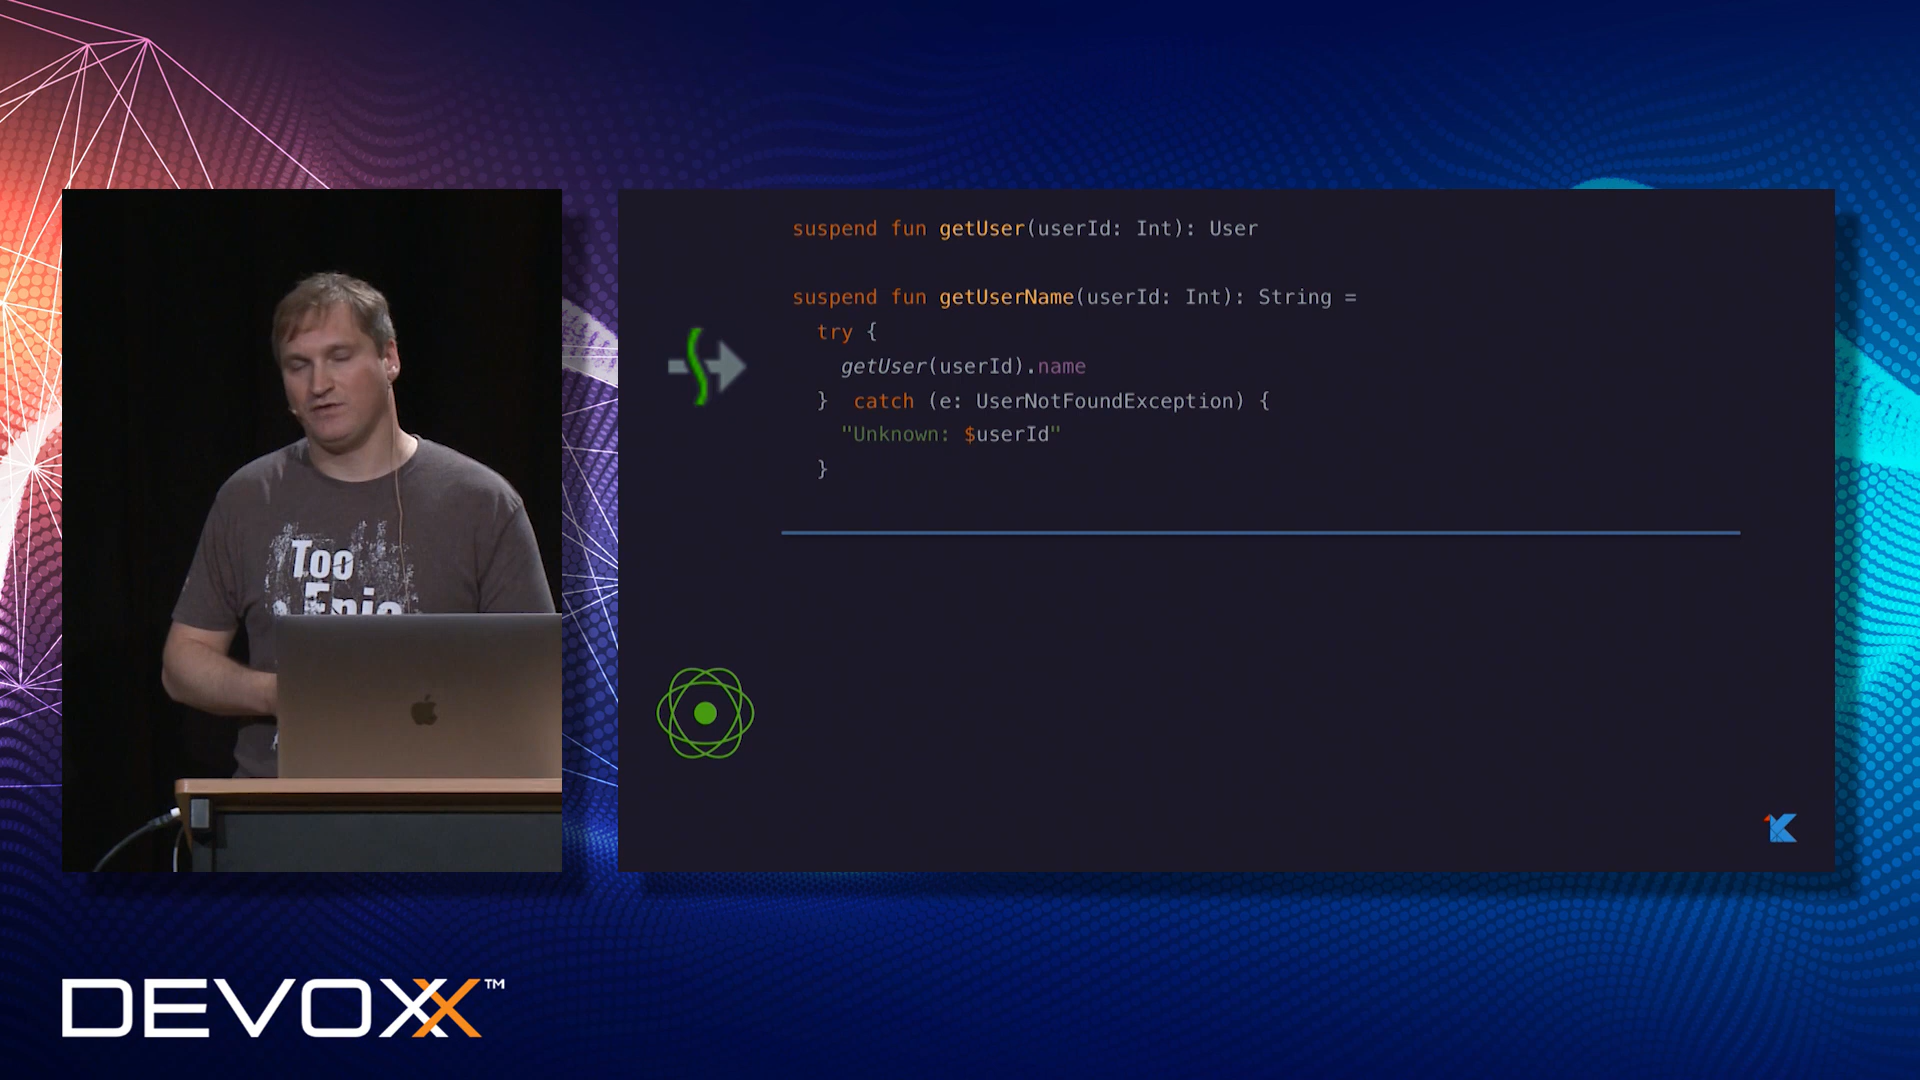 suspend fun getUser(userId: Int): User
suspend fun getUserName(userId: Int): String =
try {
getUser(userId).name
} catch (e: UserNotFoundException) {
"Unknown: $userId"
}
Too
Epic
DEVOXX™